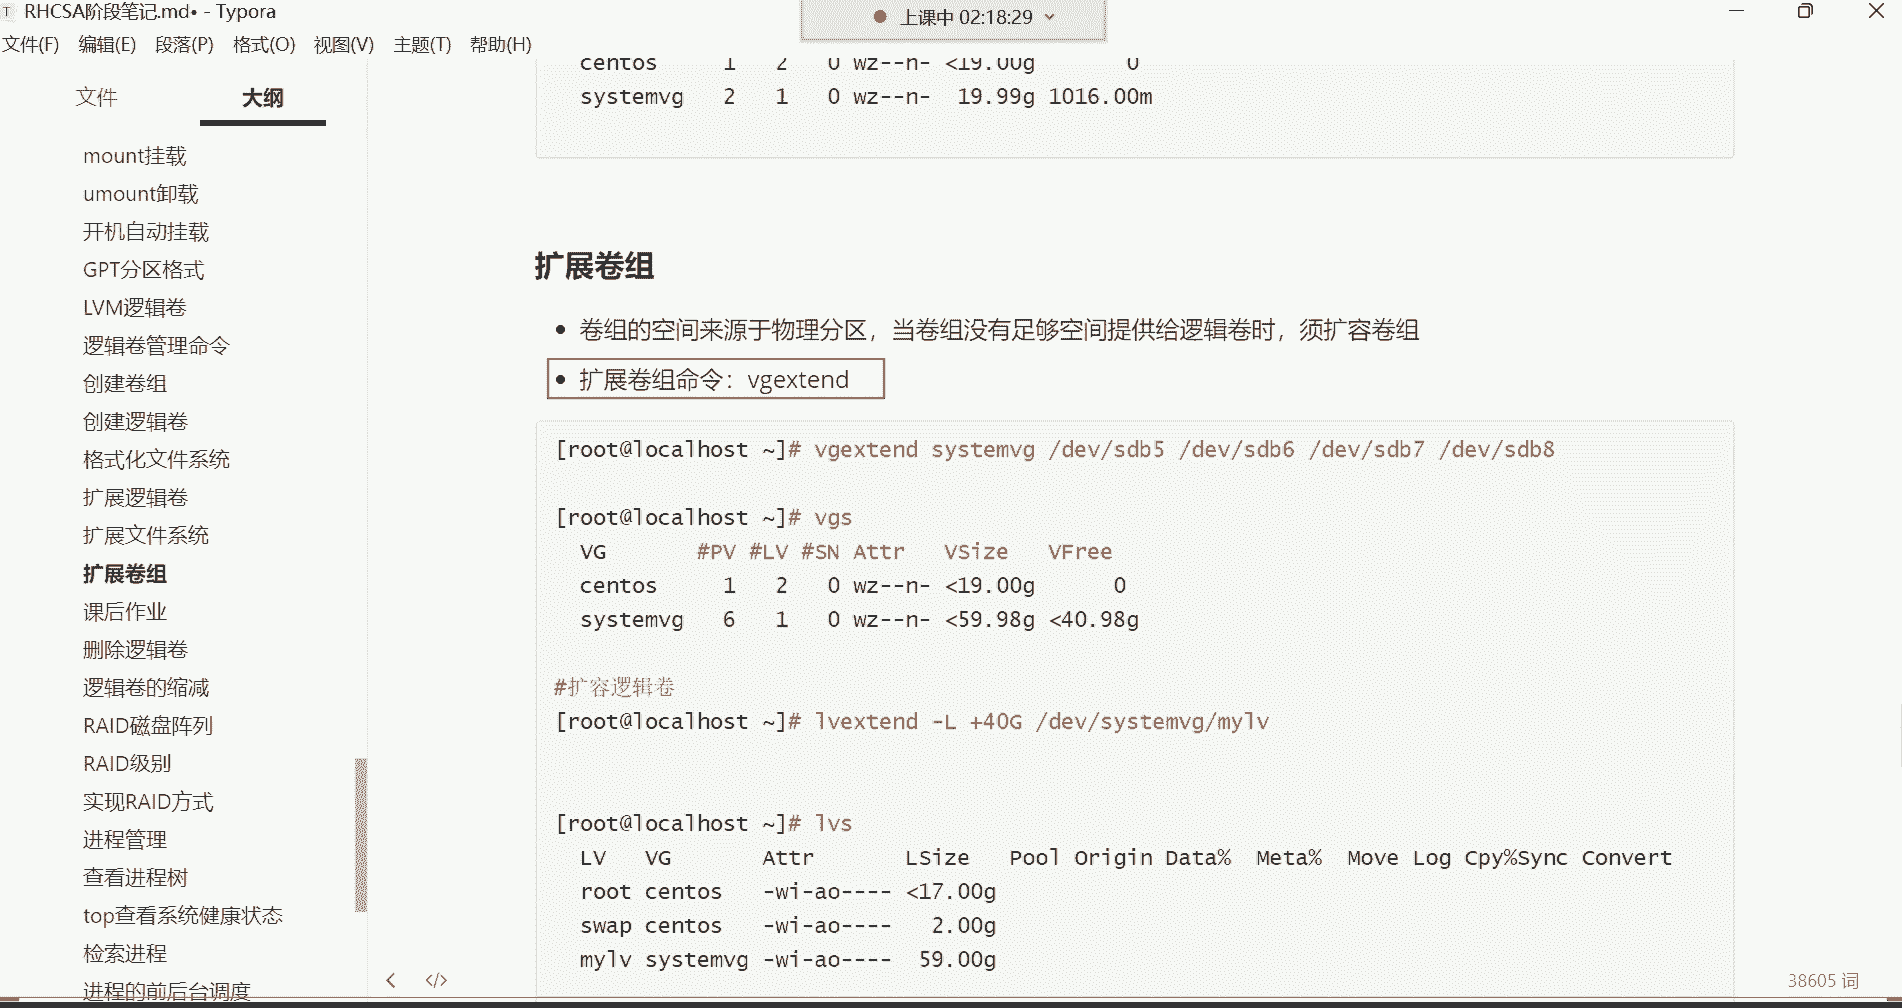 RHCSA阶段笔记.md• - Typora
上课中 02:18:29
文件(F) 编辑(E) 段落(P) 格式(O) 视图(V) 主题(T) 帮助(H)
文件 大纲
mount挂载
umount卸载
开机自动挂载
GPT分区格式
LVM逻辑卷
逻辑卷管理命令
创建卷组
创建逻辑卷
格式化文件系统
扩展逻辑卷
扩展文件系统
扩展卷组
课后作业
删除逻辑卷
逻辑卷的缩减
RAID磁盘阵列
RAID级别
实现RAID方式
进程管理
查看进程树
top查看系统健康状态
检索进程
进程的前后台调度
centos 1 2 0 wz--n- <19.00g 0
systemvg 2 1 0 wz--n- 19.99g 1016.00m
扩展卷组
• 卷组的空间来源于物理分区，当卷组没有足够空间提供给逻辑卷时，须扩容卷组
• 扩展卷组命令：vgextend
[root@localhost ~]# vgextend systemvg /dev/sdb5 /dev/sdb6 /dev/sdb7 /dev/sdb8
[root@localhost ~]# vgs
VG #PV #LV #SN Attr VSize VFree
centos 1 2 0 wz--n- <19.00g 0
systemvg 6 1 0 wz--n- <59.98g <40.98g
#扩容逻辑卷
[root@localhost ~]# lvextend -L +40G /dev/systemvg/mylv
[root@localhost ~]# lvs
LV VG Attr LSize Pool Origin Data% Meta% Move Log Cpy%Sync Convert
root centos -wi-ao---- <17.00g
swap centos -wi-ao---- 2.00g
mylv systemvg -wi-ao---- 59.00g
38605 词